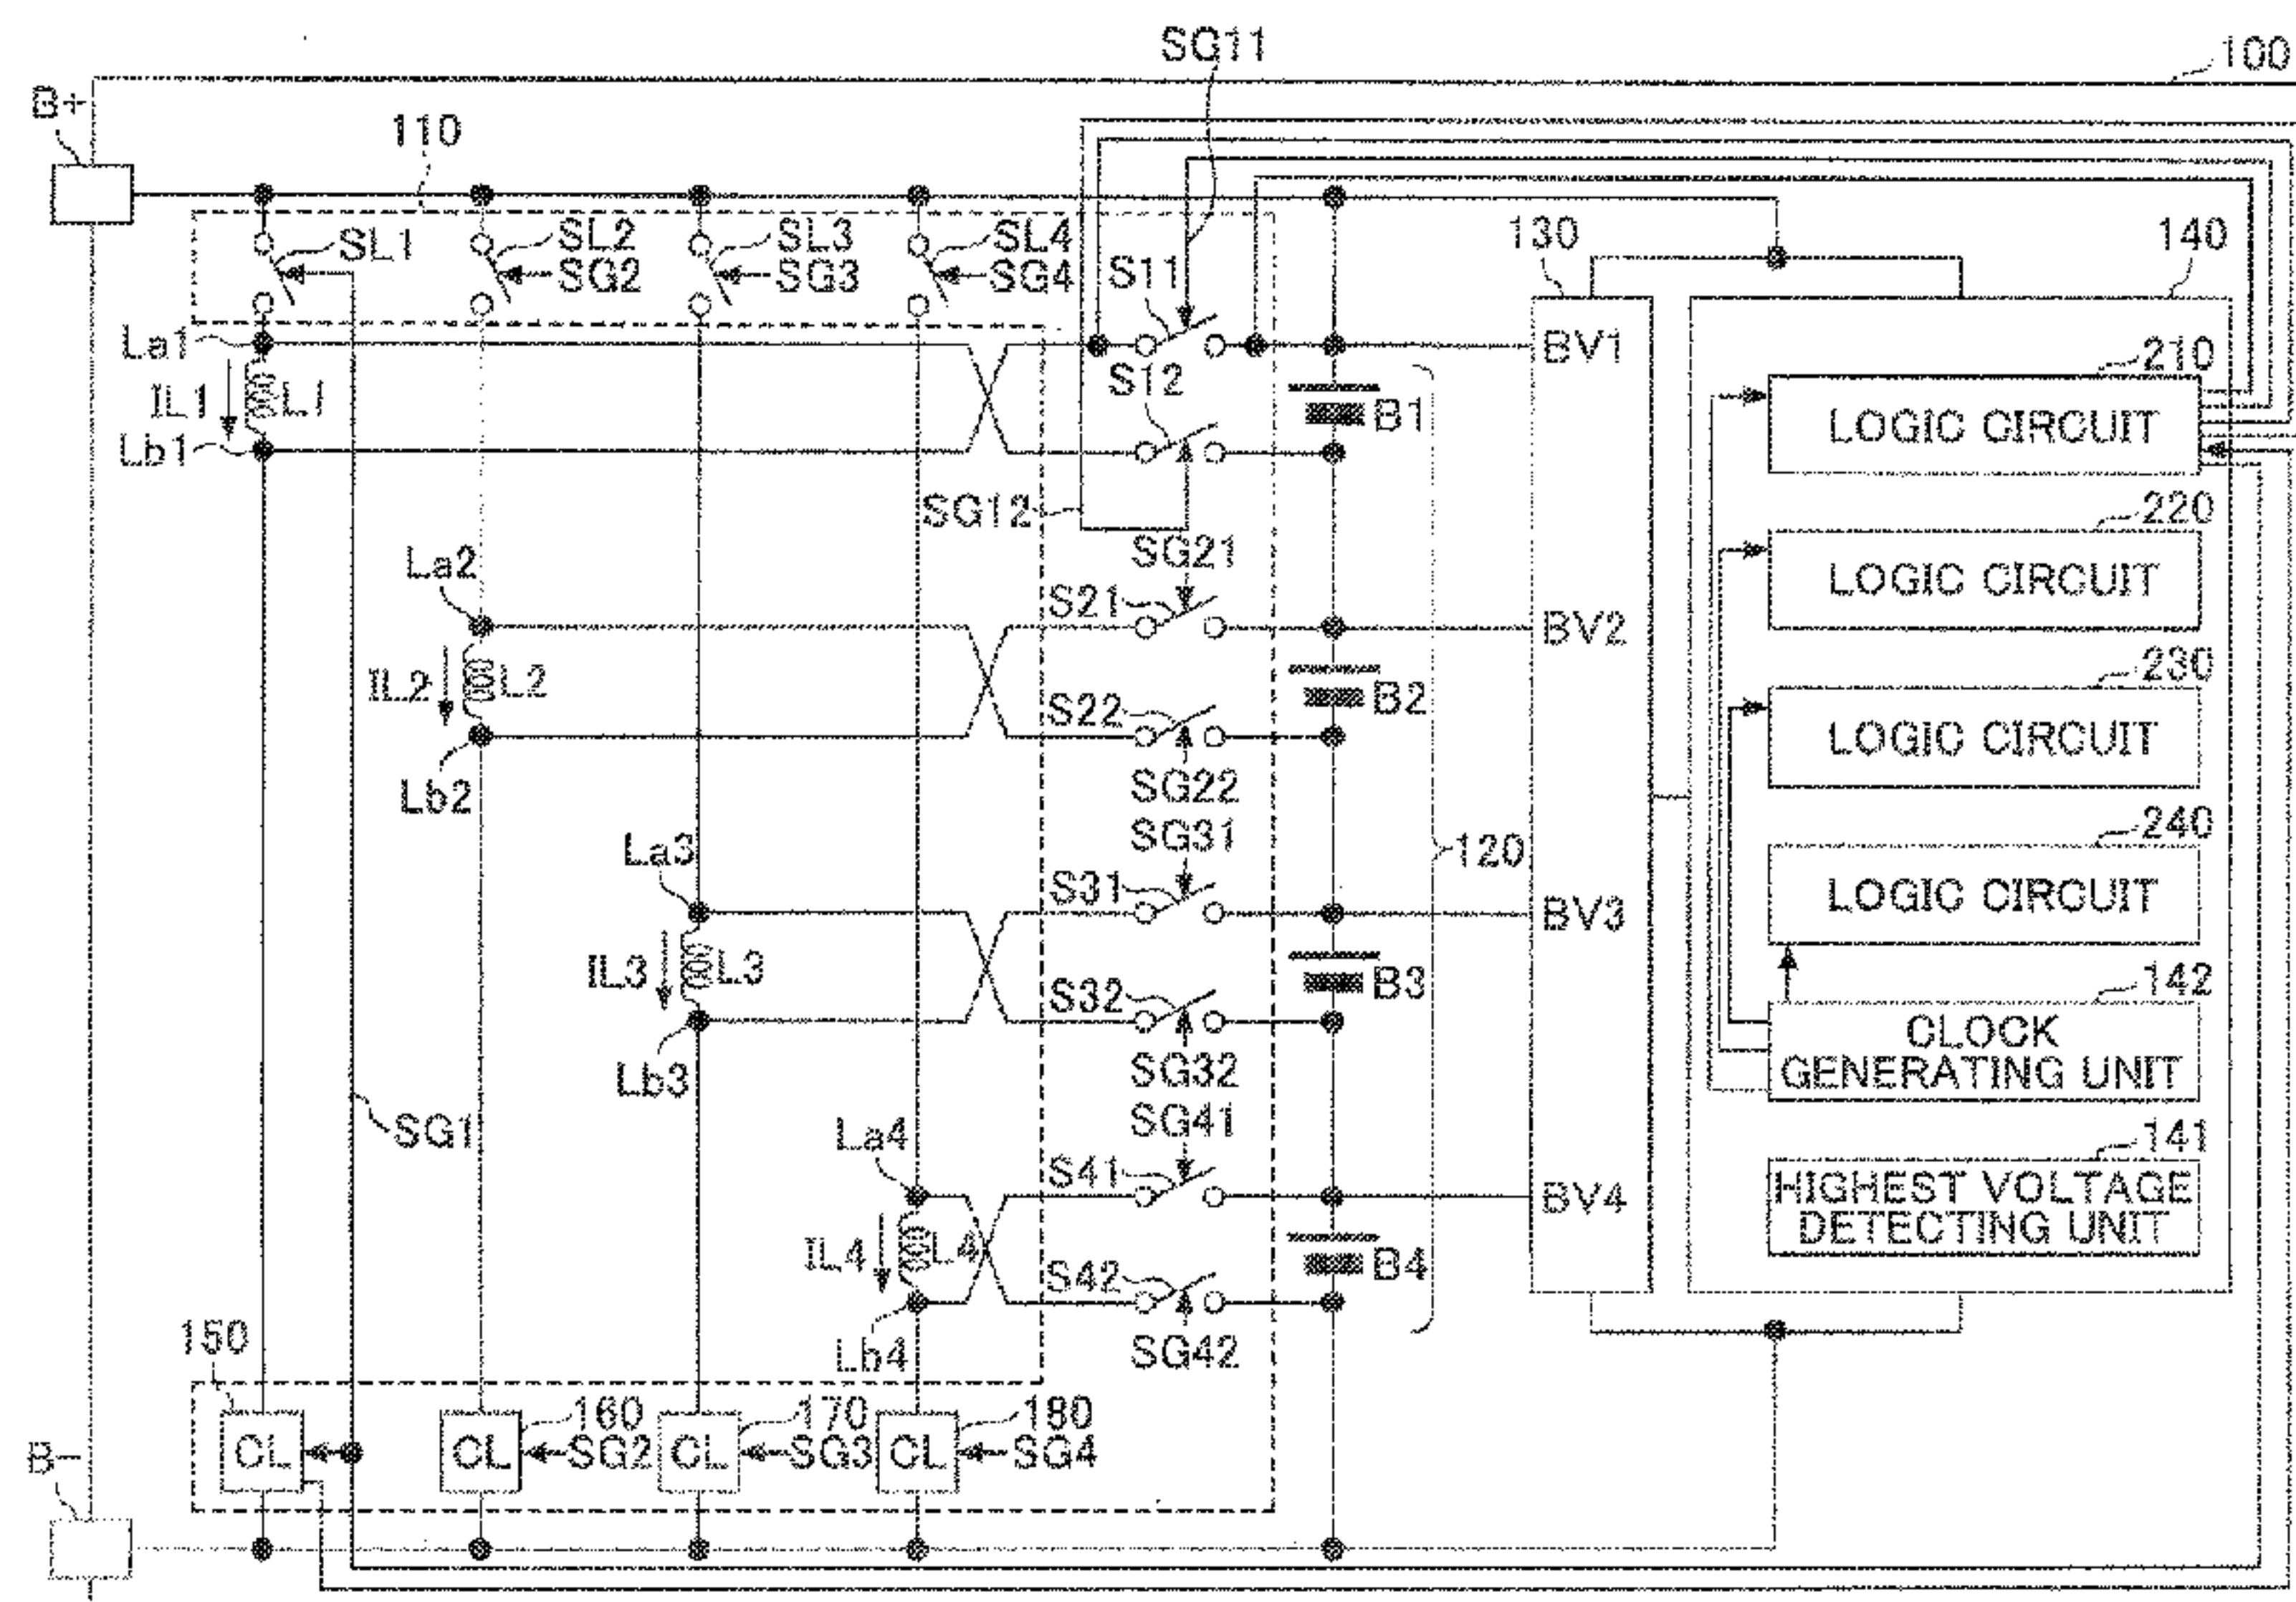 SG11
100
B+
110
SL1
SL2
SG2
SL3
SG3
SL4
SG4
S11
130
140
La1
BV1
210
IL1
L1
S12
B1
LOGIC CIRCUIT
Lb1
SG12
220
La2
SG21
S21
LOGIC CIRCUIT
BV2
230
IL2
L2
S22
B2
LOGIC CIRCUIT
Lb2
SG22
SG31
240
La3
120
S31
LOGIC CIRCUIT
BV3
IL3
L3
S32
B3
142
CLOCK
GENERATING UNIT
Lb3
SG32
SG1
SG41
La4
141
S41
HIGHEST VOLTAGE
DETECTING UNIT
BV4
IL4
L4
S42
B4
150
Lb4
SG42
160
170
180
B-
CL
CL
SG2
CL
SG3
CL
SG4